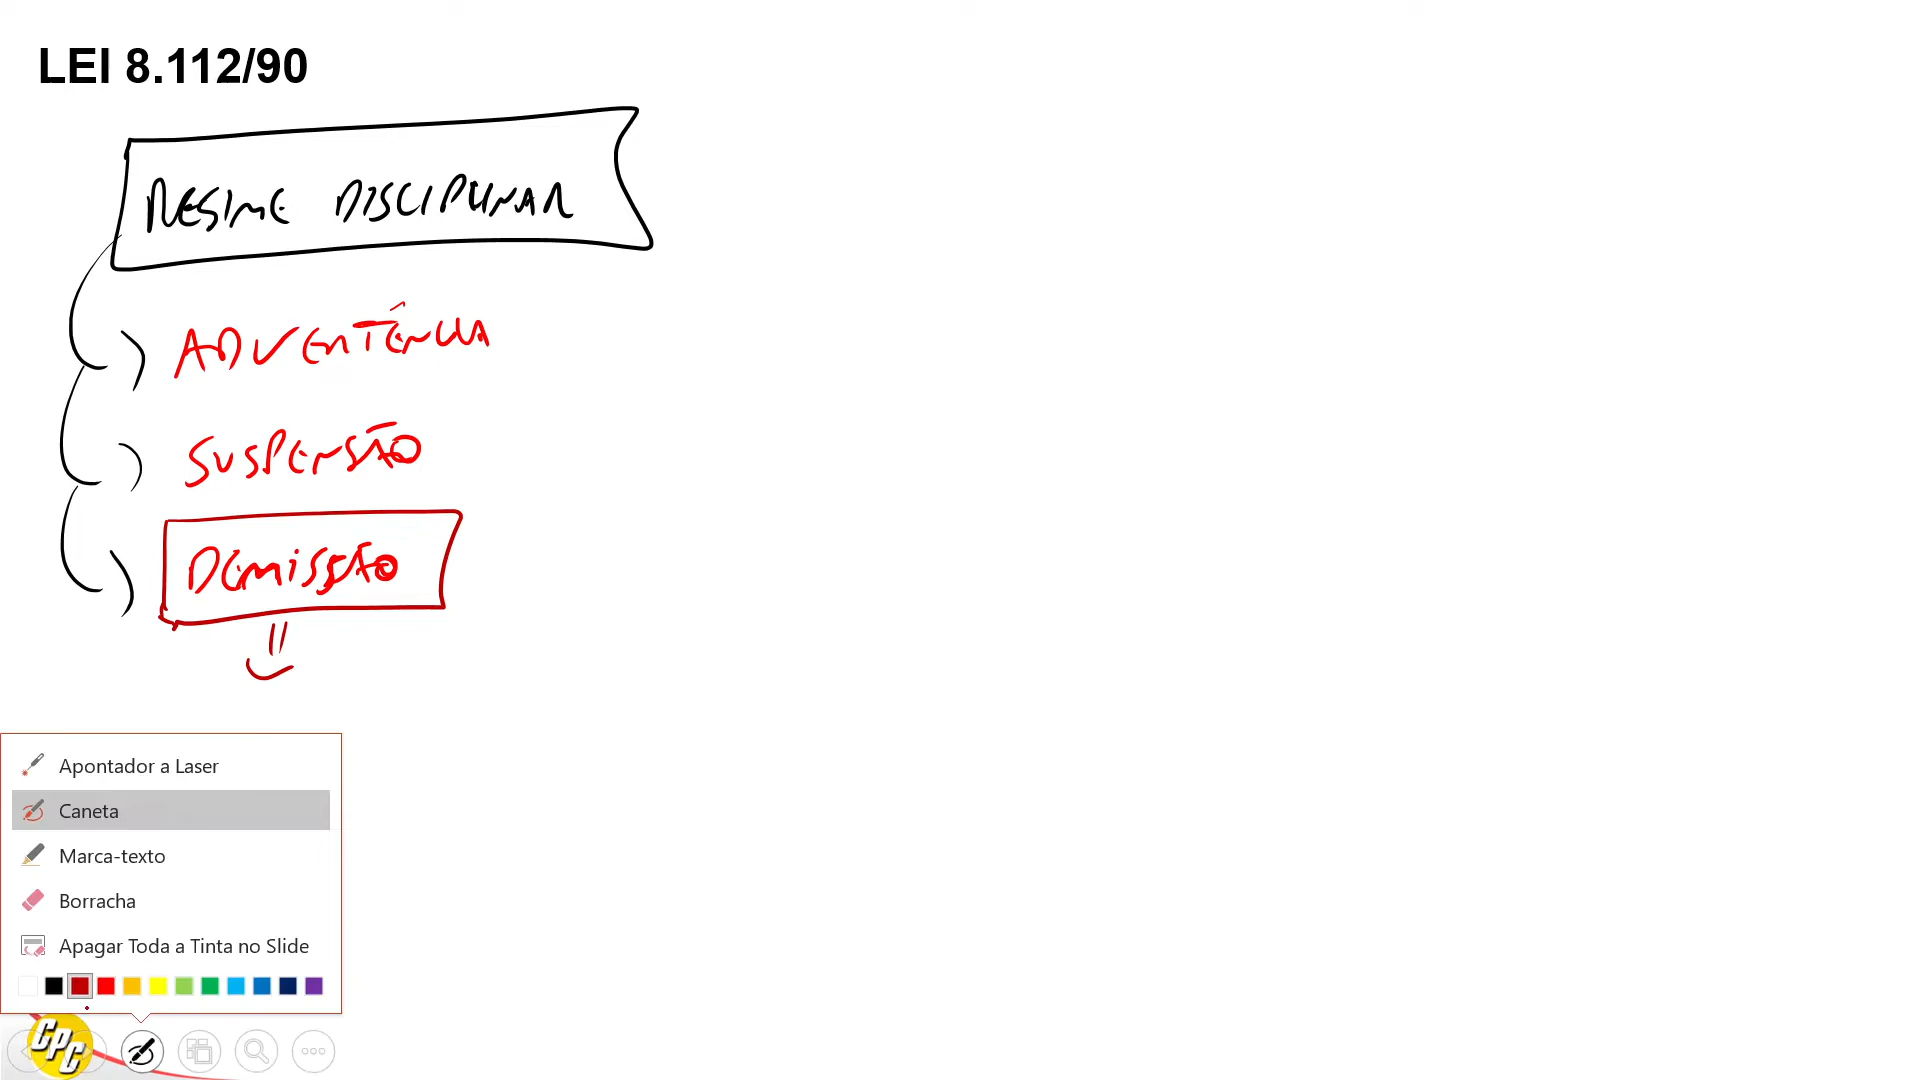 LEI 8.112/90
REGIME DISCIPLINAR
ADVERTÊNCIA
SUSPENSÃO
DEMISSÃO
Apontador a Laser
Caneta
Marca-texto
Borracha
Apagar Toda a Tinta no Slide
CPC